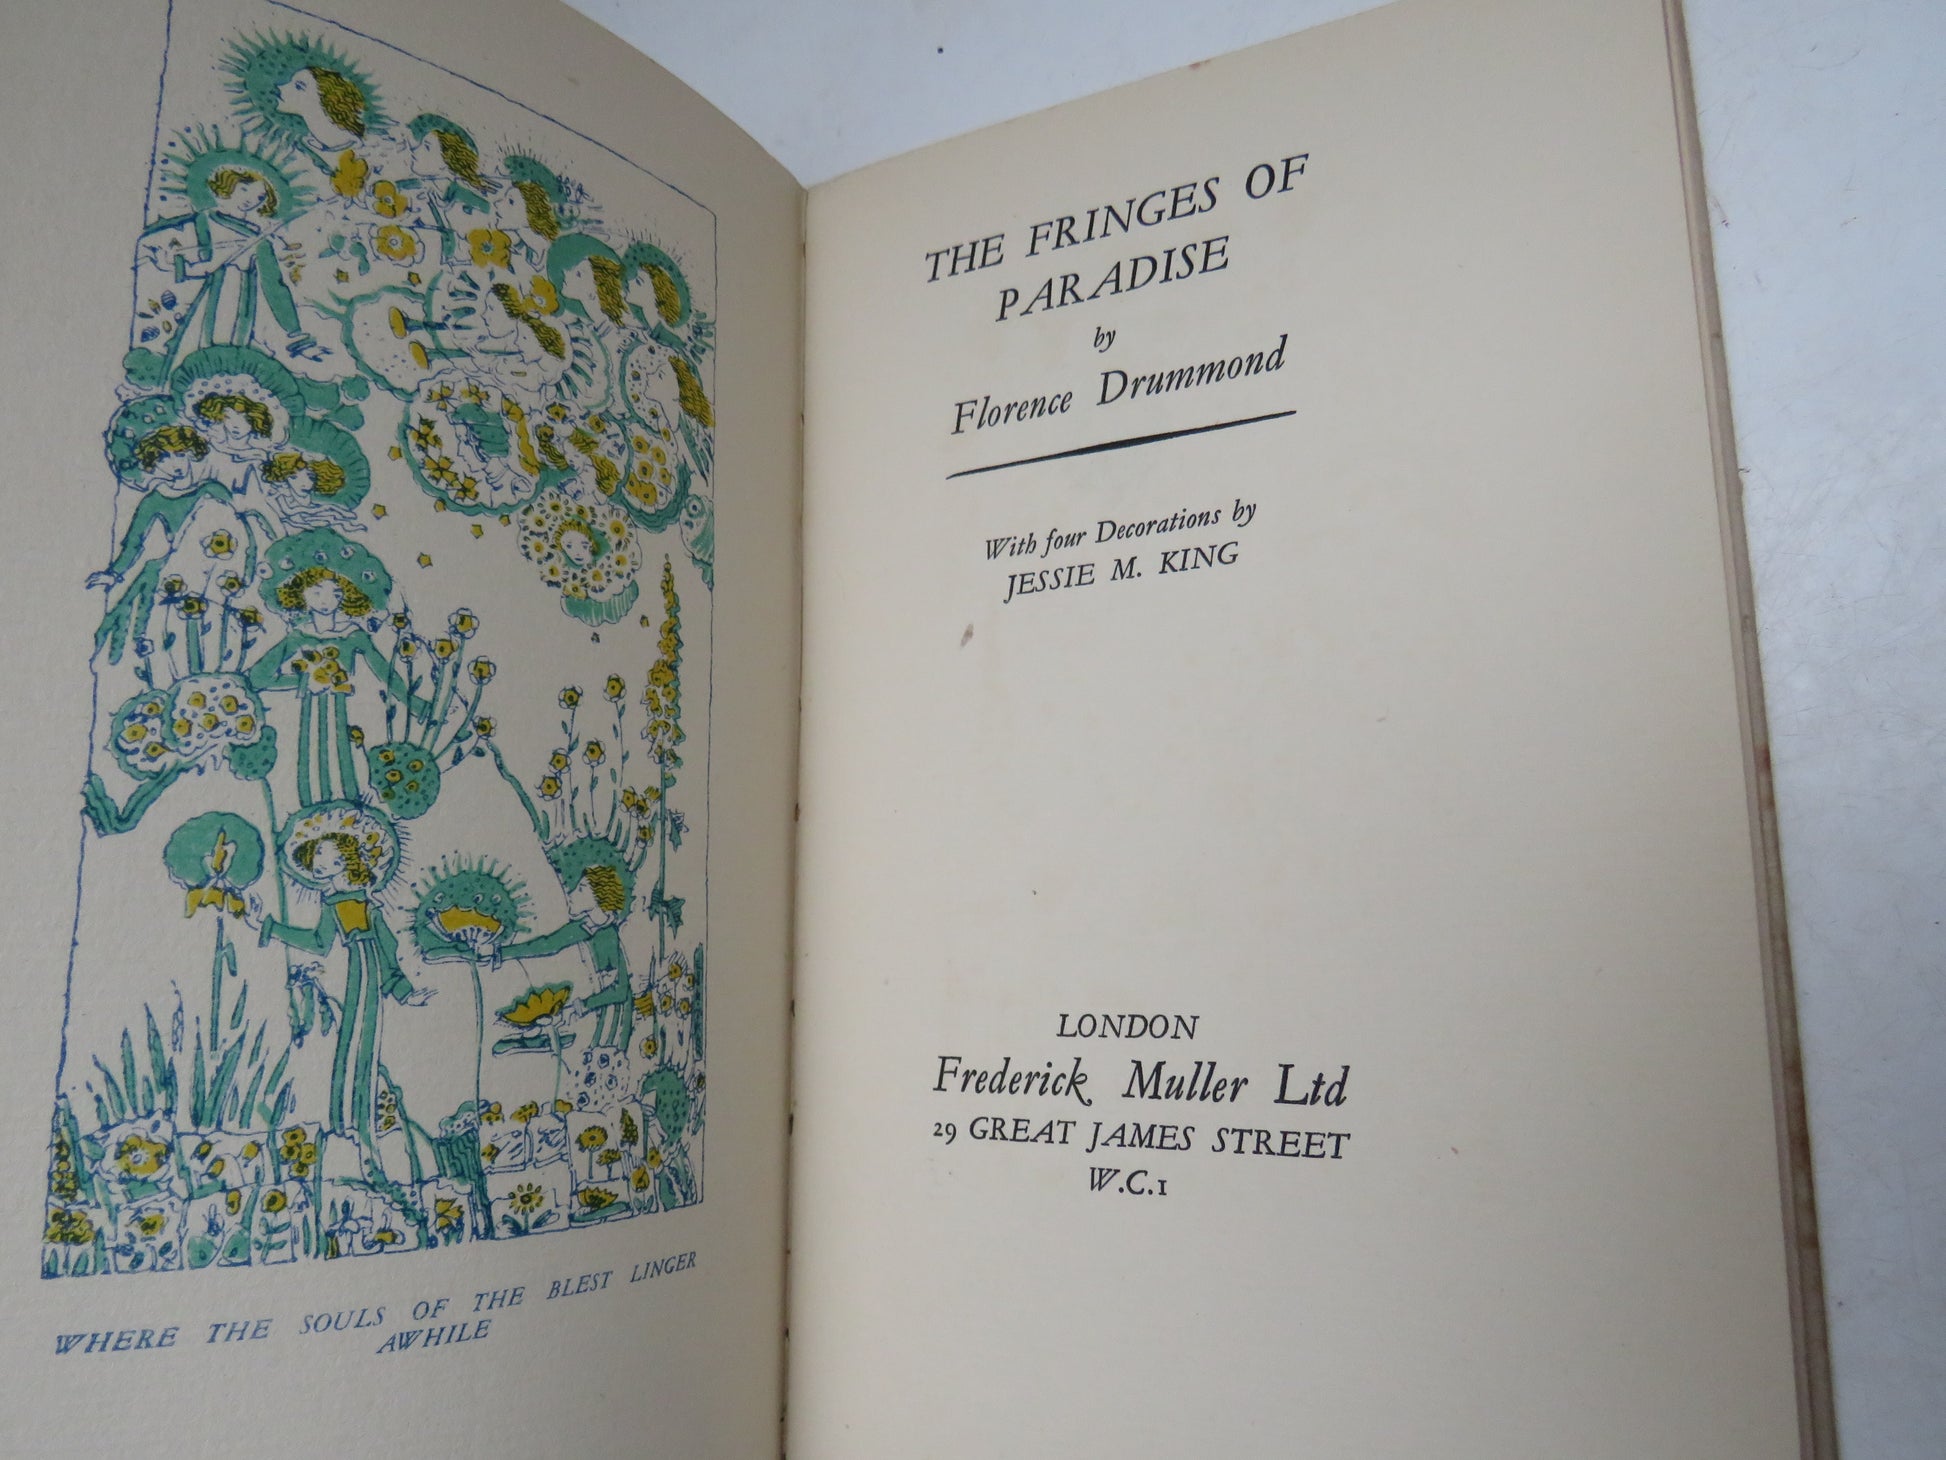 WHERE THE SOULS OF THE BLEST LINGER
AWHILE
THE FRINGES OF
PARADISE
by
Florence Drummond
With four Decorations by
JESSIE M. KING
LONDON
Frederick Muller Ltd
29 GREAT JAMES STREET
W.C.1